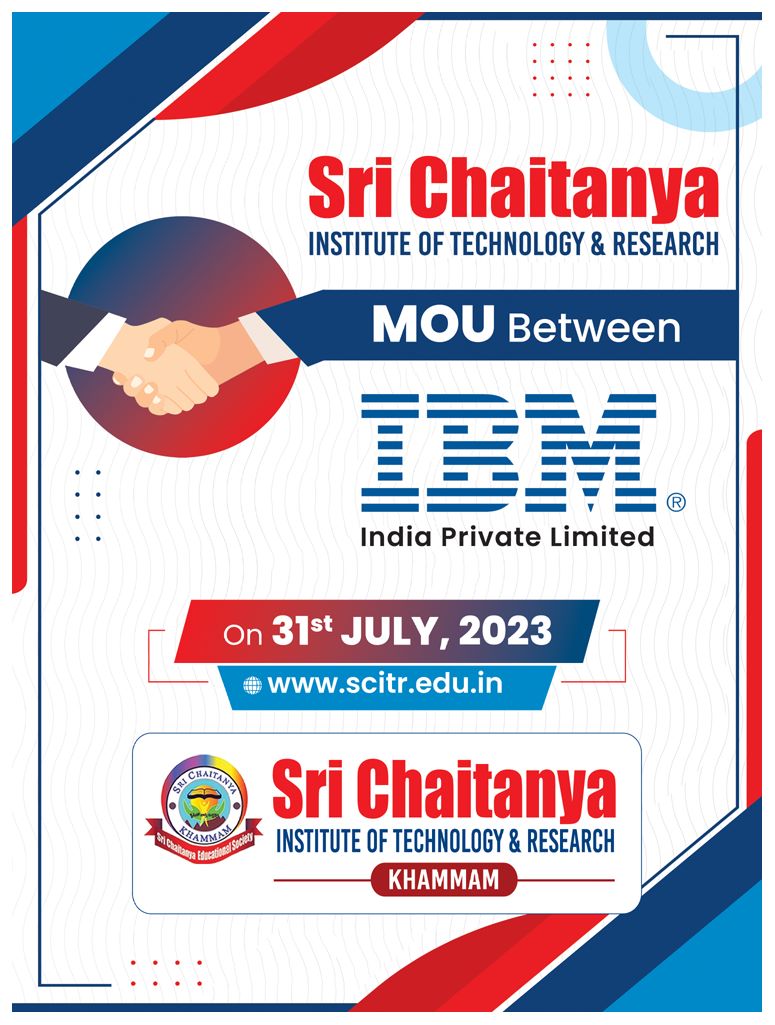 Sri Chaitanya
INSTITUTE OF TECHNOLOGY & RESEARCH
MOU Between
IBM®
India Private Limited
On 31st JULY, 2023
www.scitr.edu.in
SRI CHAITANYA
KHAMMAM
Sri Chaitanya Educational Society
Sri Chaitanya
INSTITUTE OF TECHNOLOGY & RESEARCH
KHAMMAM